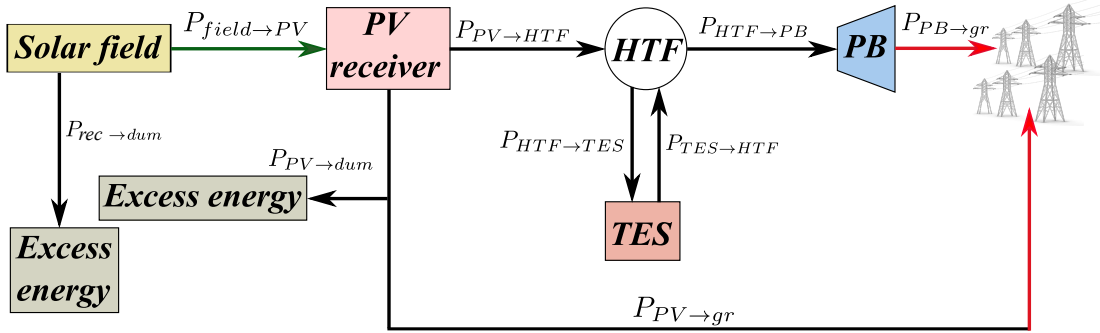 P_{field→PV}
P_{PV→HTF}
P_{HTF→PB}
P_{PB→gr}
Solar field
PV
receiver
HTF
PB
P_{rec →dum}
P_{PV→dum}
P_{HTF→TES}
P_{TES→HTF}
Excess energy
TES
Excess
energy
P_{PV→gr}